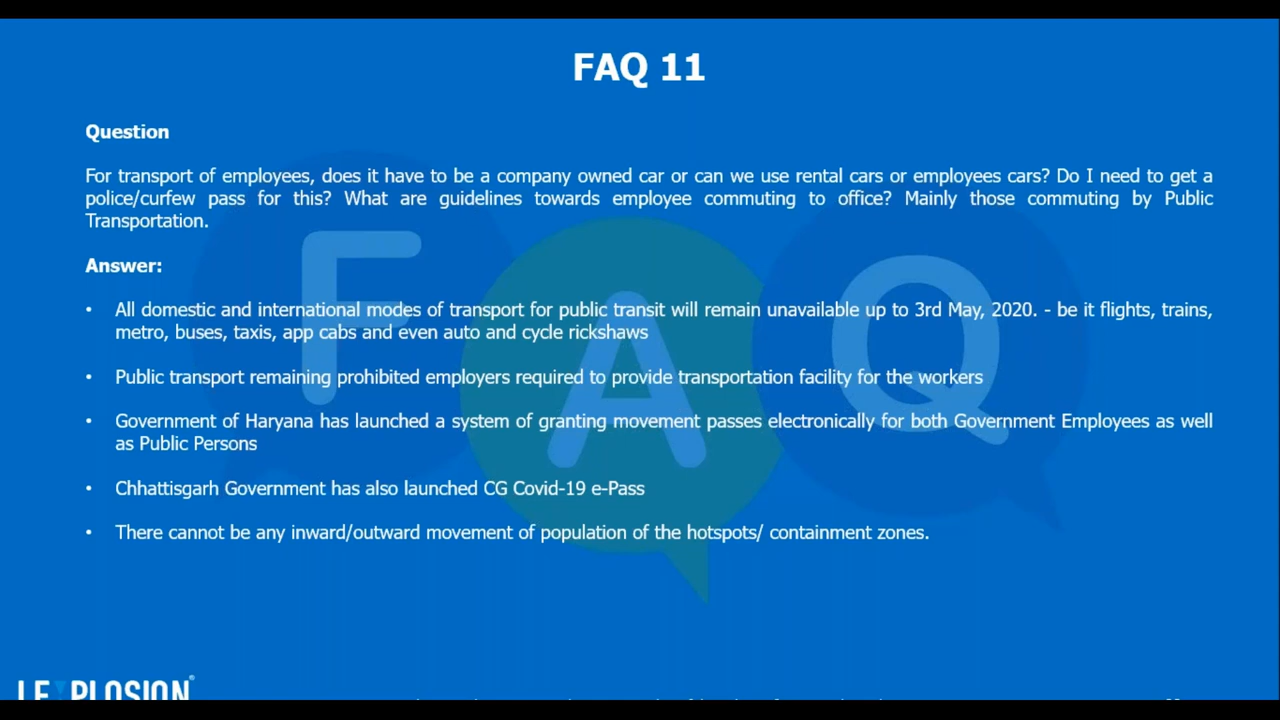 FAQ 11
Question
For transport of employees, does it have to be a company owned car or can we use rental cars or employees cars? Do I need to get a
police/curfew pass for this? What are guidelines towards employee commuting to office? Mainly those commuting by Public
Transportation.
Answer:
• All domestic and international modes of transport for public transit will remain unavailable up to 3rd May, 2020. - be it flights, trains,
metro, buses, taxis, app cabs and even auto and cycle rickshaws
• Public transport remaining prohibited employers required to provide transportation facility for the workers
• Government of Haryana has launched a system of granting movement passes electronically for both Government Employees as well
as Public Persons
• Chhattisgarh Government has also launched CG Covid-19 e-Pass
• There cannot be any inward/outward movement of population of the hotspots/ containment zones.
F A Q
LEXPLOSION